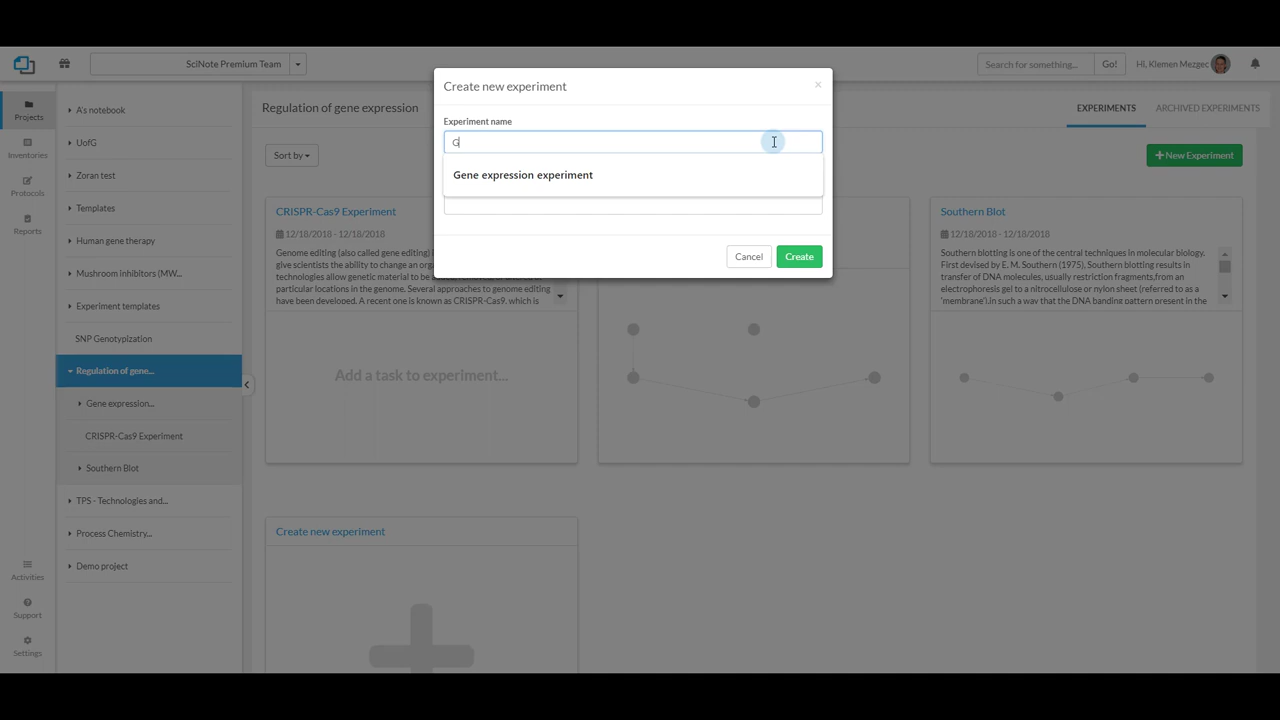 SciNote Premium Team
Search for something...
Go!
Hi, Klemen Mezgec
Projects
Inventories
Protocols
Reports
Activities
Support
Settings
A's notebook
UofG
Zoran test
Templates
Human gene therapy
Mushroom inhibitors (MW...
Experiment templates
SNP Genotypization
Regulation of gene...
Gene expression...
CRISPR-Cas9 Experiment
Southern Blot
TPS - Technologies and...
Process Chemistry...
Demo project
Regulation of gene expression
EXPERIMENTS
ARCHIVED EXPERIMENTS
Sort by
New Experiment
Create new experiment
×
Experiment name
G
Gene expression experiment
Cancel
Create
CRISPR-Cas9 Experiment
12/18/2018 - 12/18/2018
Genome editing (also called gene editing)
give scientists the ability to change an
technologies allow genetic material to be
particular locations in the genome. Several approaches to genome editing
have been developed. A recent one is known as CRISPR-Cas9, which is
Add a task to experiment...
Southern Blot
12/18/2018 - 12/18/2018
Southern blotting is one of the central techniques in molecular biology.
First devised by E. M. Southern (1975), Southern blotting results in
transfer of DNA molecules, usually restriction fragments,from an
electrophoresis gel to a nitrocellulose or nylon sheet (referred to as a
'membrane'),in such a way that the DNA banding pattern present in the
Create new experiment